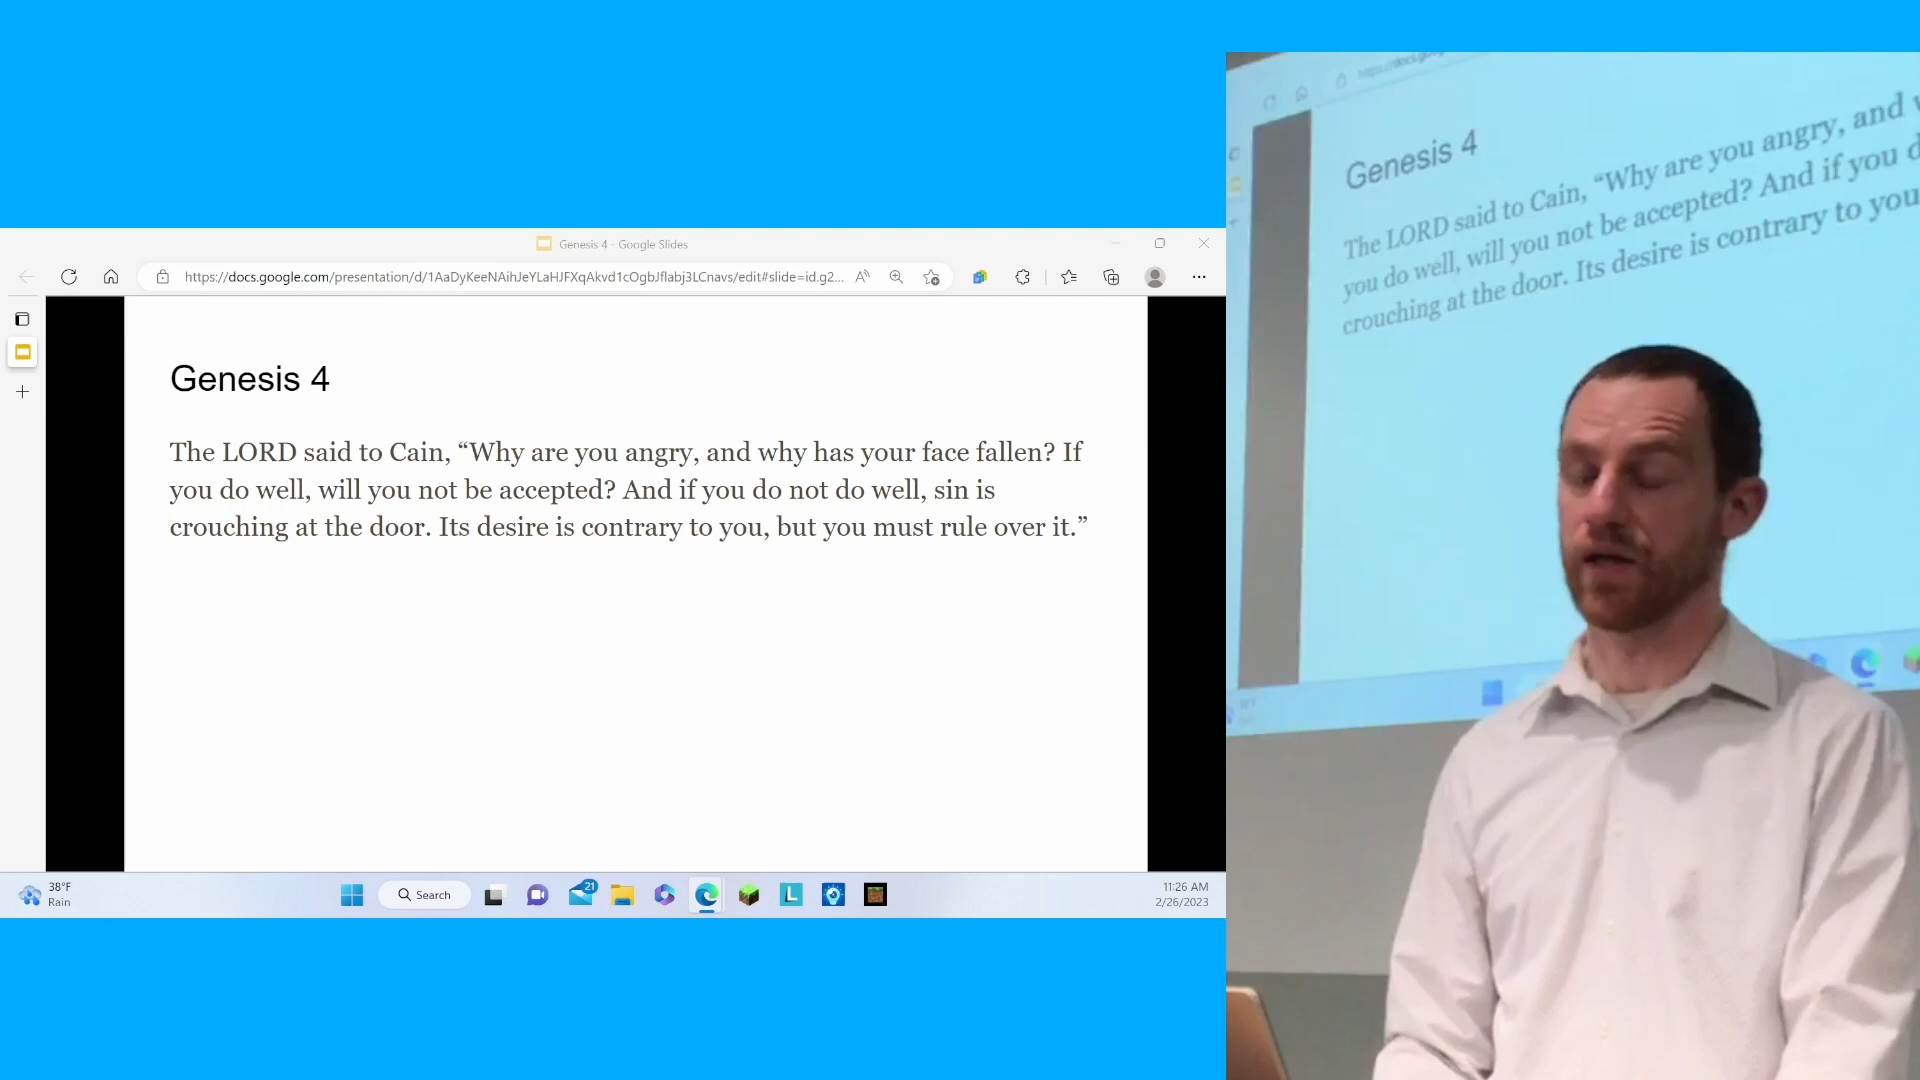 Genesis 4 - Google Slides
https://docs.google.com/presentation/d/1AaDyKeeNAihJeYLaHJFXqAkvd1cOgbJflabj3LCnavs/edit#slide=id.g2...
Genesis 4
The LORD said to Cain, “Why are you angry, and why has your face fallen? If
you do well, will you not be accepted? And if you do not do well, sin is
crouching at the door. Its desire is contrary to you, but you must rule over it.”
38°F
Rain
Search
21
L
11:26 AM
2/26/2023
Genesis 4
The LORD said to Cain, “Why are you angry, and
you do well, will you not be accepted? And if you
crouching at the door. Its desire is contrary to you